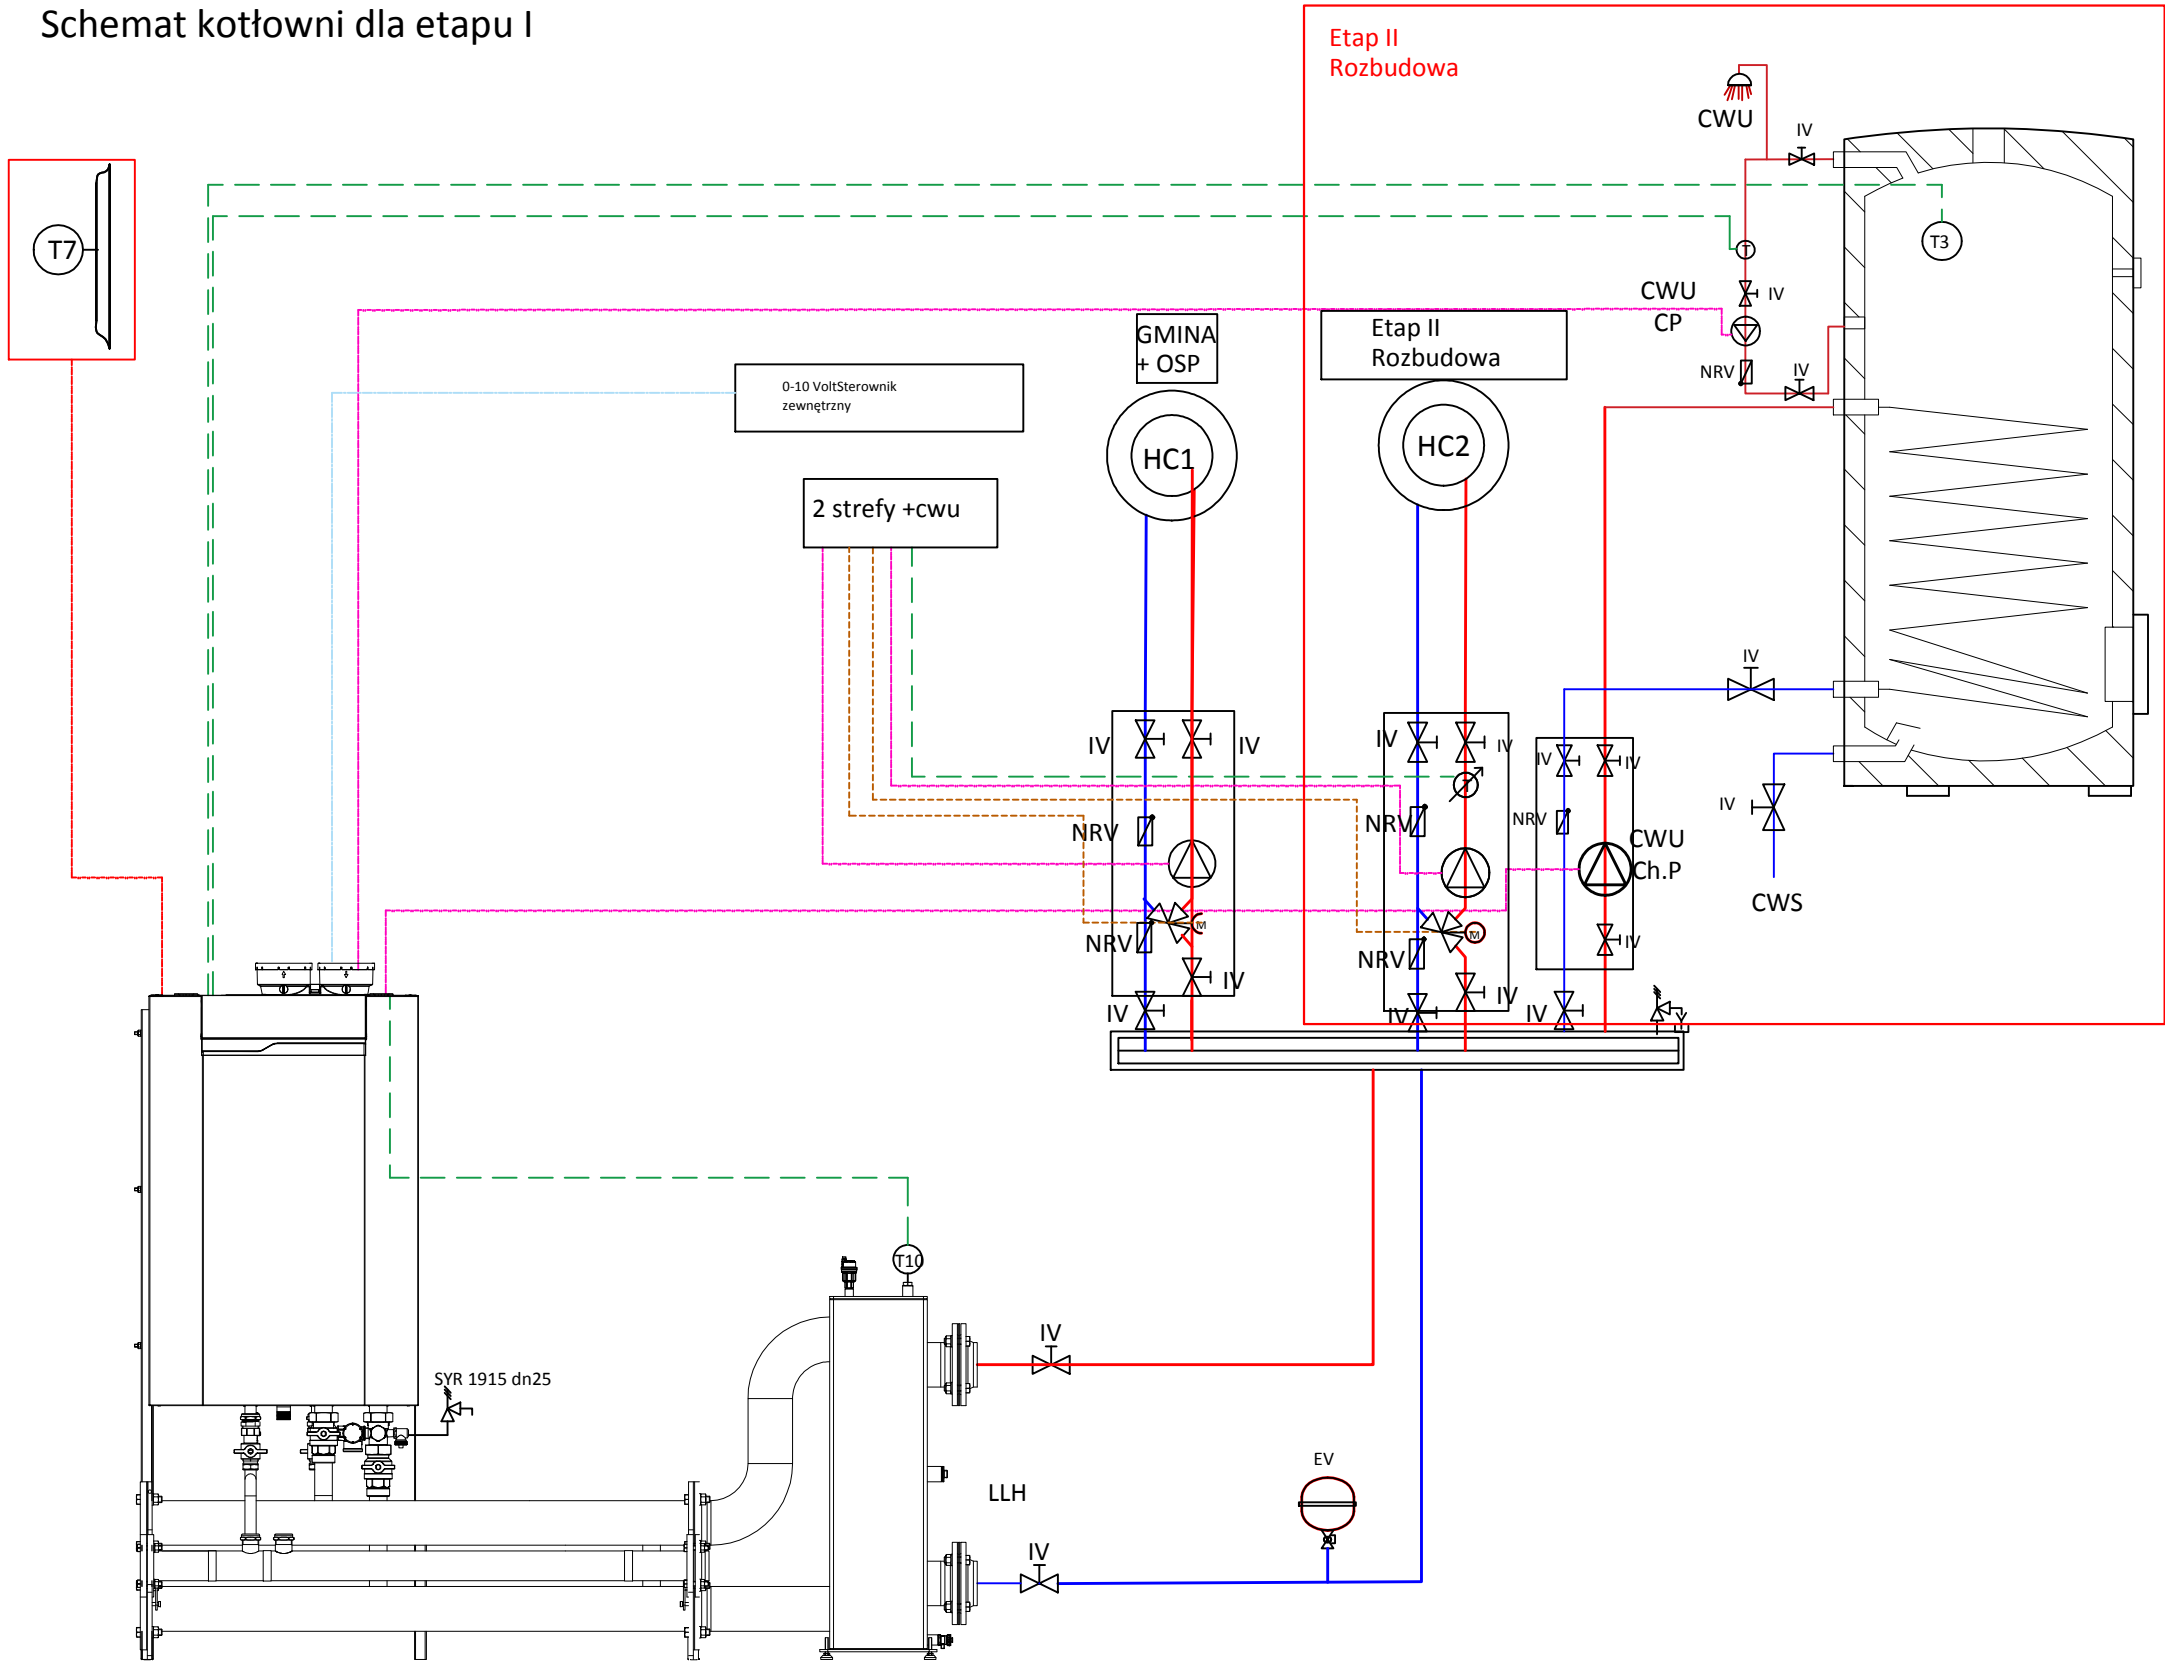 Schemat kotłowni dla etapu I
Etap II
Rozbudowa
CWU
IV
T7
T3
T
CWU
CP
IV
GMINA
+ OSP
Etap II
Rozbudowa
NRV
IV
0-10 VoltSterownik
zewnętrzny
HC1
HC2
2 strefy +cwu
IV
IV
IV
IV
IV
IV
IV
IV
T
NRV
NRV
NRV
CWU
Ch.P
CWS
M
M
NRV
NRV
IV
IV
IV
IV
IV
IV
T10
IV
SYR 1915 dn25
EV
LLH
IV